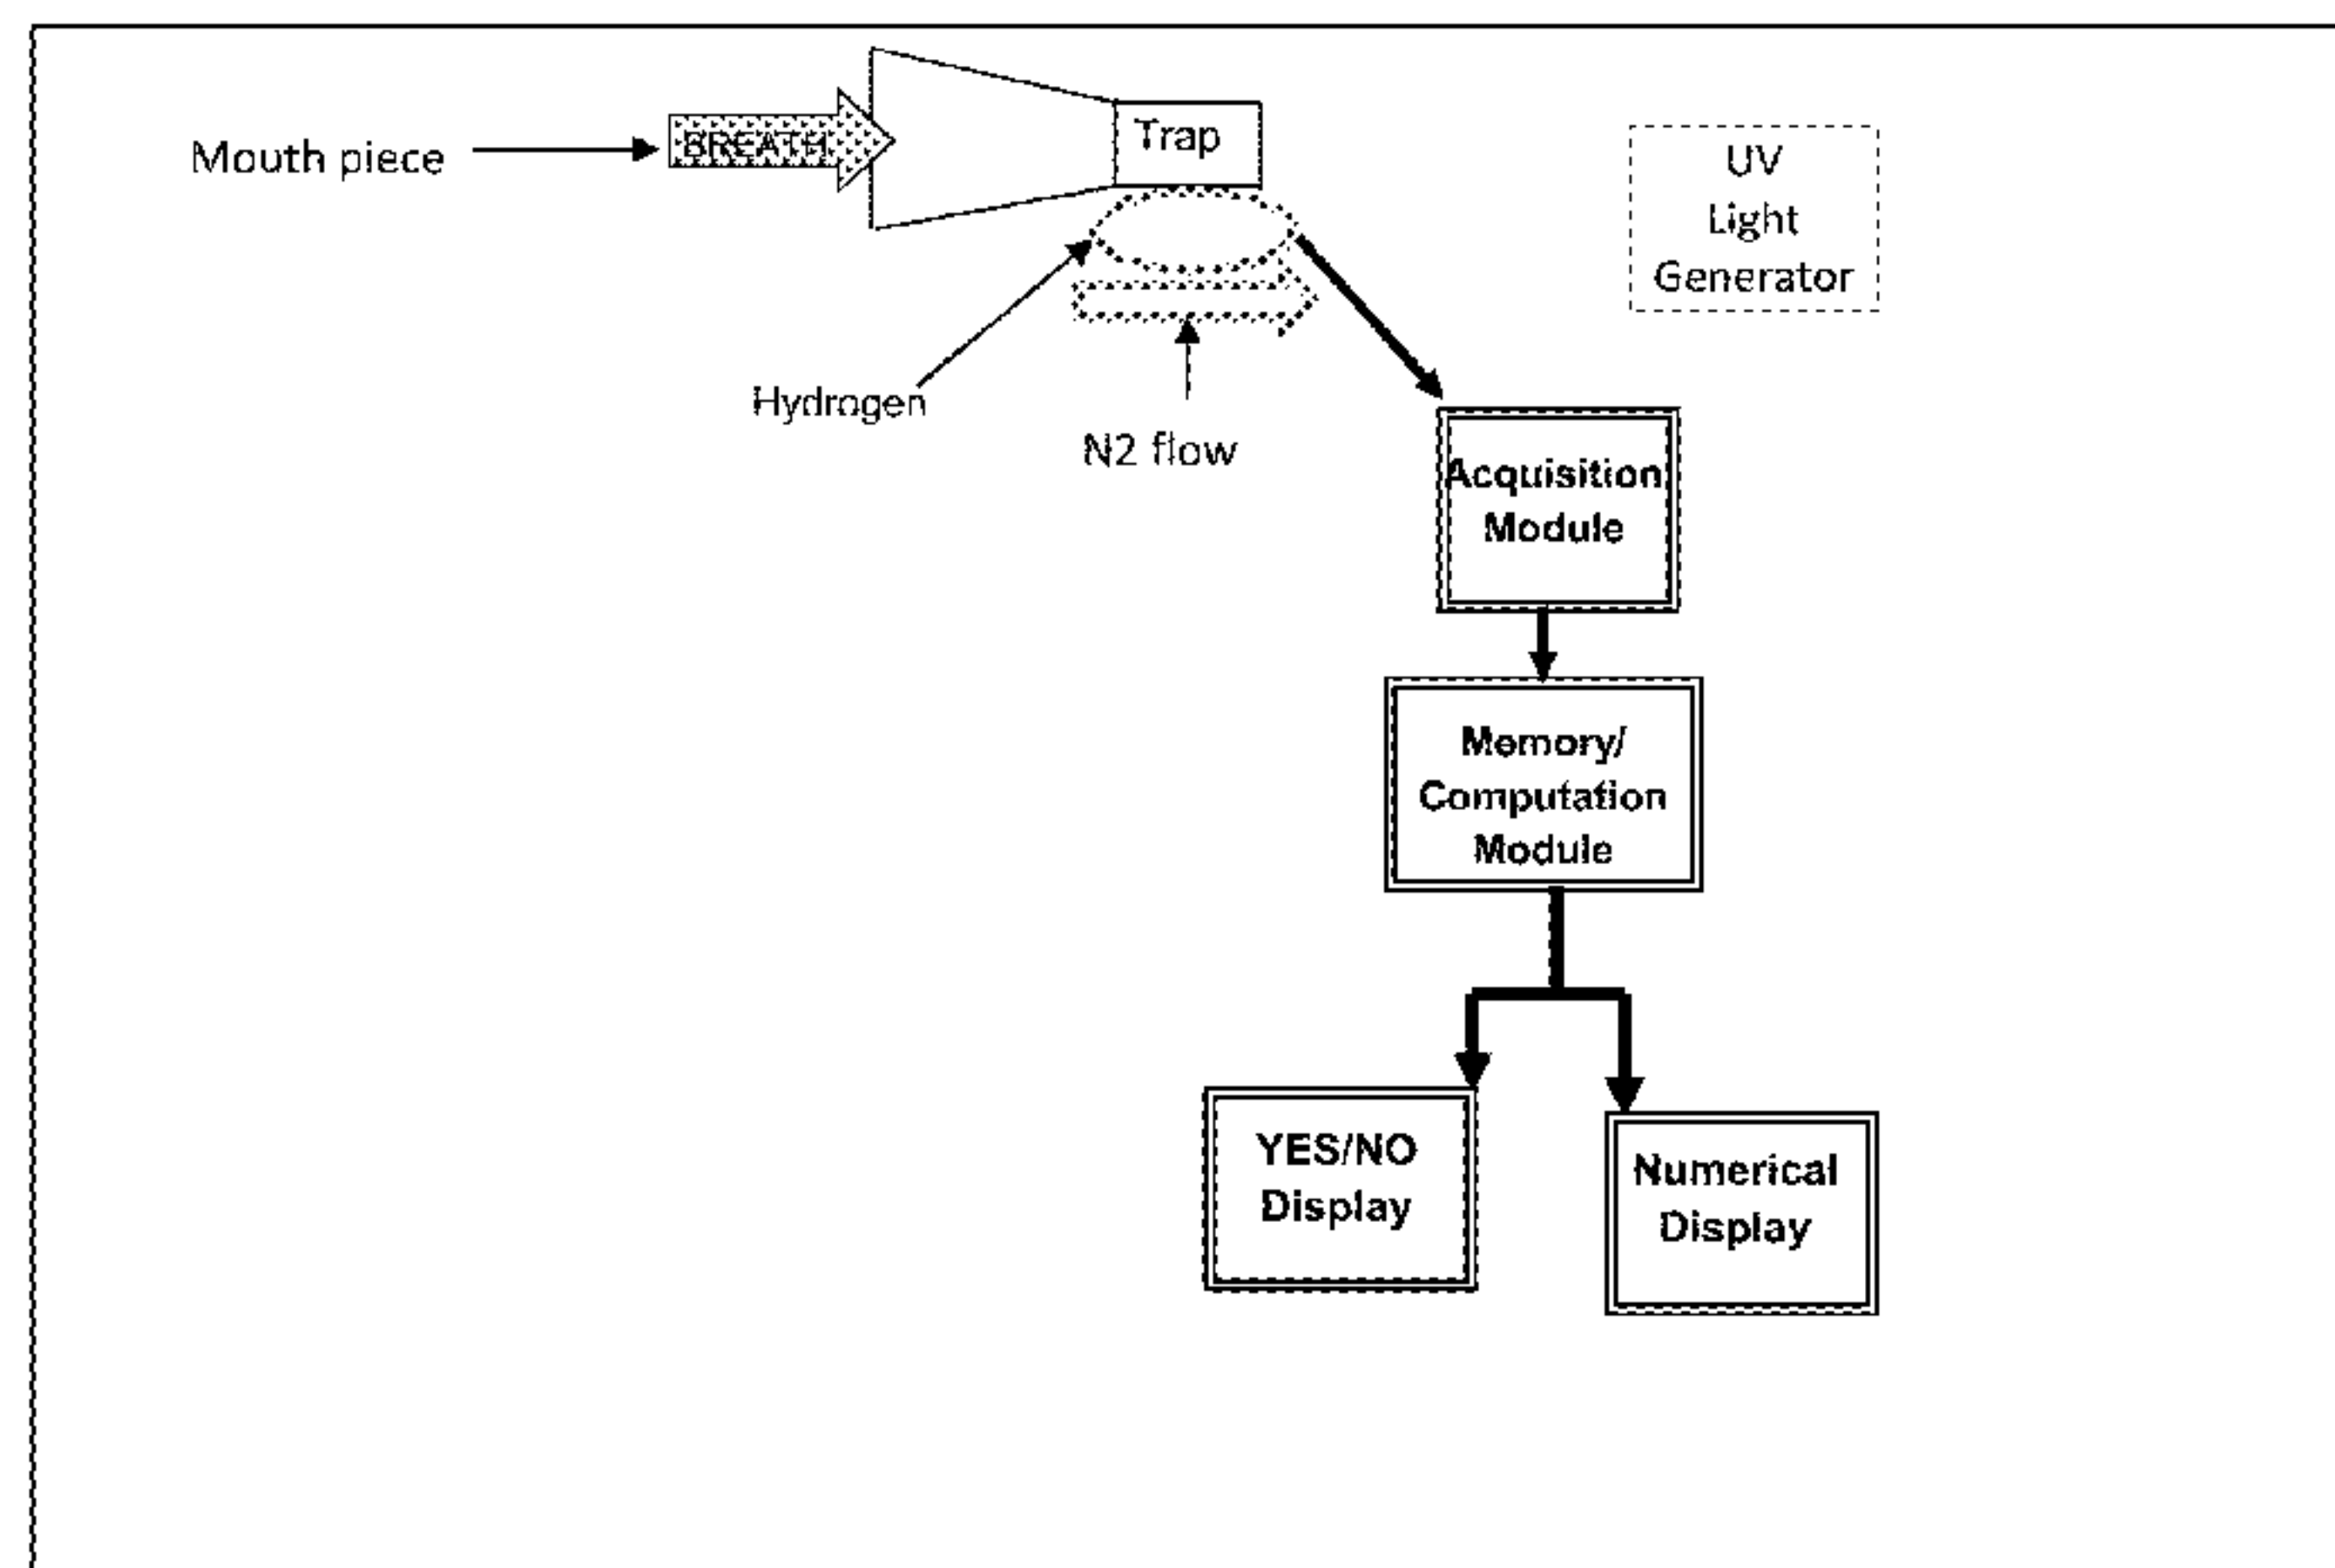 Mouth piece
BREATH
Trap
UV
Light
Generator
Hydrogen
N2 flow
Acquisition
Module
Memory/
Computation
Module
YES/NO
Display
Numerical
Display